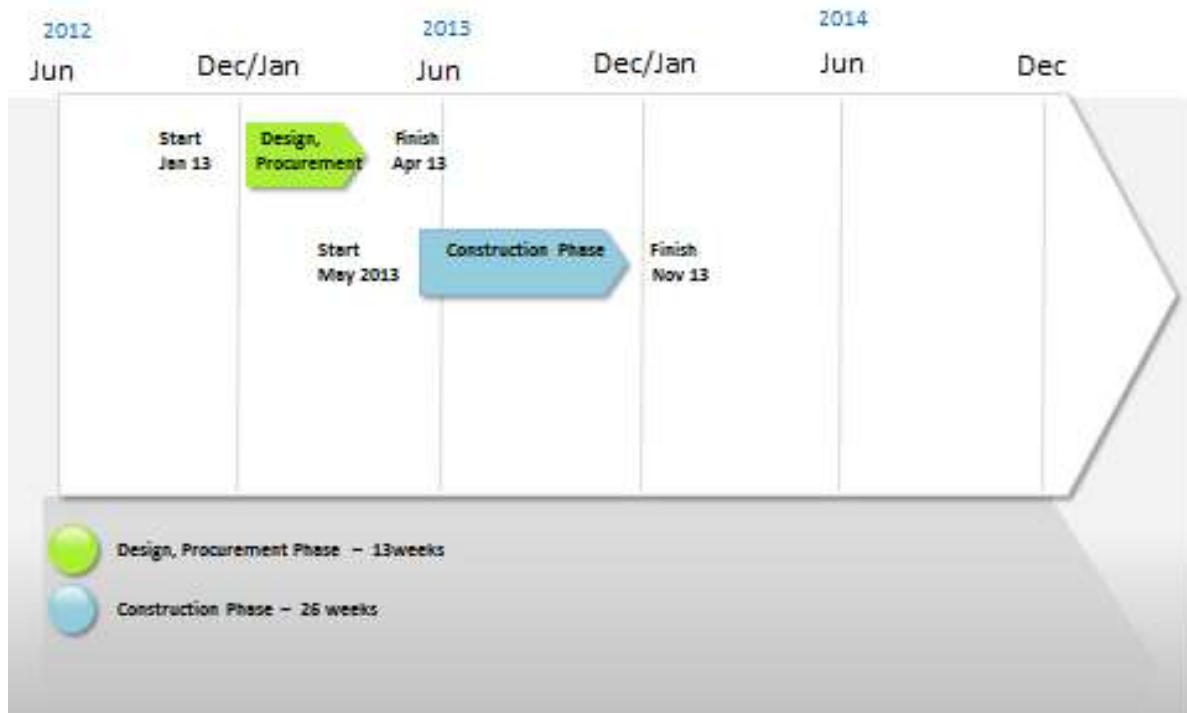 2012
2013
2014
Jun
Dec/Jan
Jun
Dec/Jan
Jun
Dec
Start
Jan 13
Design,
Procurement
Finish
Apr 13
Start
May 2013
Construction Phase
Finish
Nov 13
Design, Procurement Phase – 13weeks
Construction Phase – 26 weeks